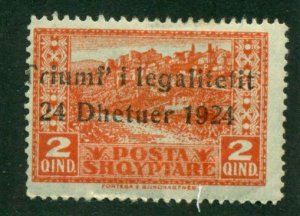 Triumf' i legalitetit
24 Dhetuer 1924
2 POSTA 2
QIND. SHQYPTARE QIND.